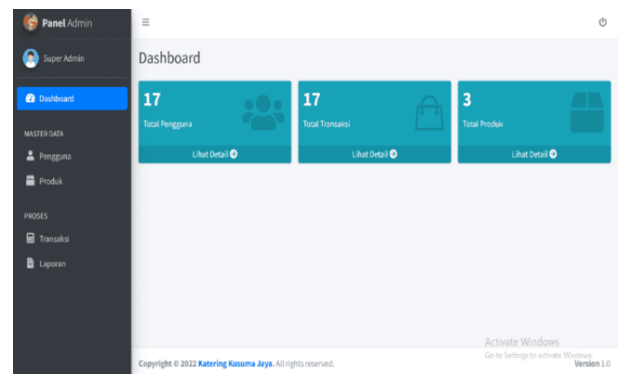 Panel Admin
Super Admin
Dashboard
MASTER DATA
Pengguna
Produk
PROSES
Transaksi
Laporan
Dashboard
17
Total Pengguna
Lihat Detail
17
Total Transaksi
Lihat Detail
3
Total Produk
Lihat Detail
Activate Windows
Go to Settings to activate Windows.
Copyright © 2022 Katering Kusuma Jaya. All rights reserved.
Version 1.0